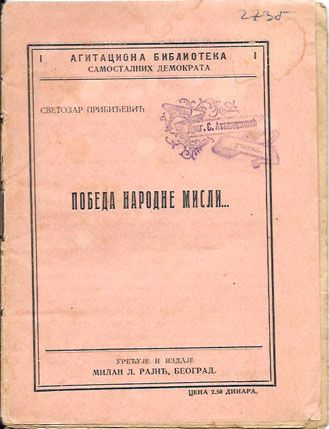 2735
I АГИТАЦИОНА БИБЛИОТЕКА I
САМОСТАЛНИХ ДЕМОКРАТА
СВЕТОЗАР ПРИБИЋЕВИЋ
ПОБЕДА НАРОДНЕ МИСЛИ...
УРЕЂУЈЕ И ИЗДАЈЕ
МИЛАН Л. РАЈИЋ, БЕОГРАД.
ЦЕНА 2.50 ДИНАРА.